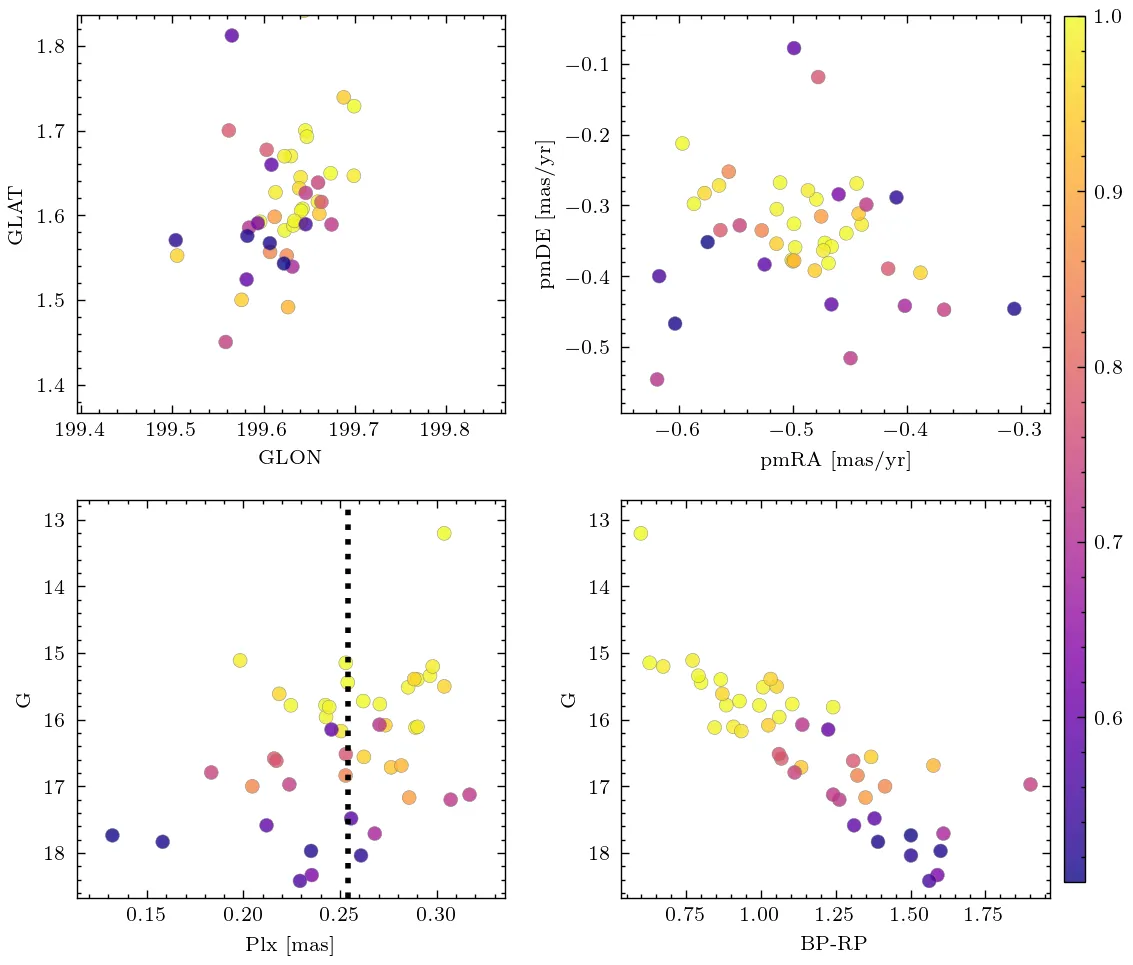 1.8
1.7
1.6
1.5
1.4
GLAT
199.4 199.5 199.6 199.7 199.8
GLON
−0.1
−0.2
−0.3
−0.4
−0.5
pmDE [mas/yr]
−0.6 −0.5 −0.4 −0.3
pmRA [mas/yr]
1.0
0.9
0.8
0.7
0.6
13
14
15
16
17
18
G
0.15 0.20 0.25 0.30
Plx [mas]
13
14
15
16
17
18
G
0.75 1.00 1.25 1.50 1.75
BP-RP